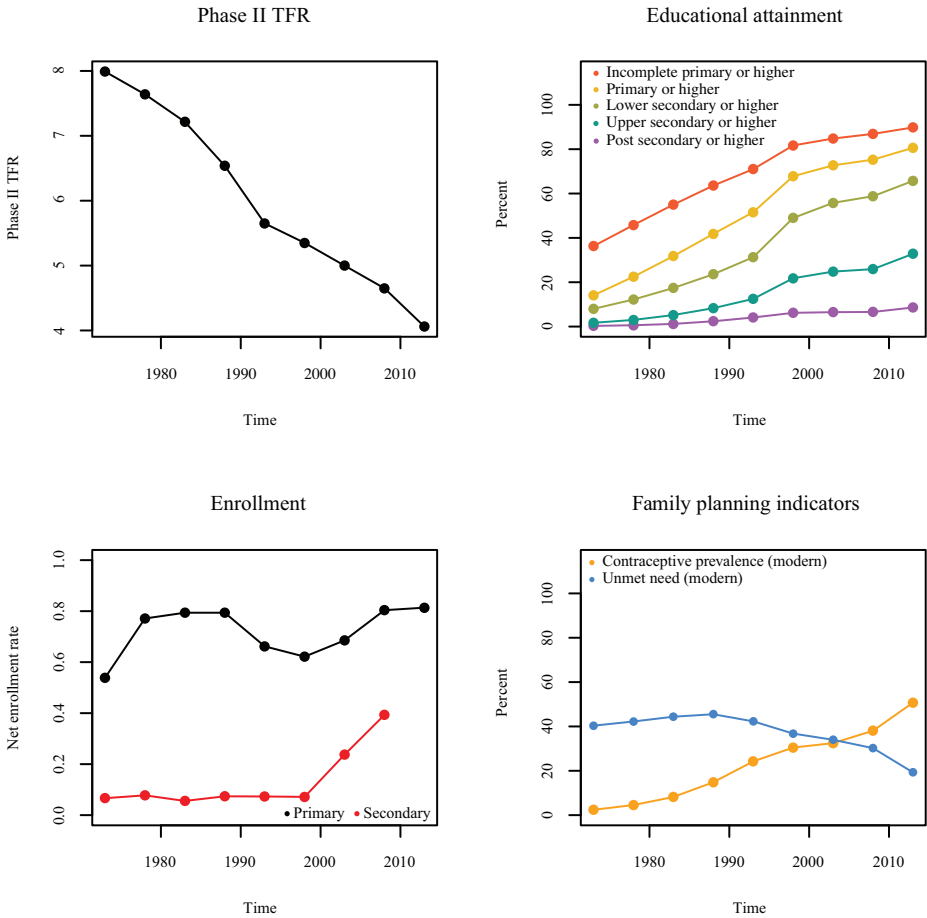 Phase II TFR
Phase II TFR
8
7
6
5
4
1980 1990 2000 2010
Time
Educational attainment
Incomplete primary or higher
Primary or higher
Lower secondary or higher
Upper secondary or higher
Post secondary or higher
Percent
100
80
60
40
20
0
1980 1990 2000 2010
Time
Enrollment
Net enrollment rate
1.0
0.8
0.6
0.4
0.2
0.0
Primary Secondary
1980 1990 2000 2010
Time
Family planning indicators
Contraceptive prevalence (modern)
Unmet need (modern)
Percent
100
80
60
40
20
0
1980 1990 2000 2010
Time